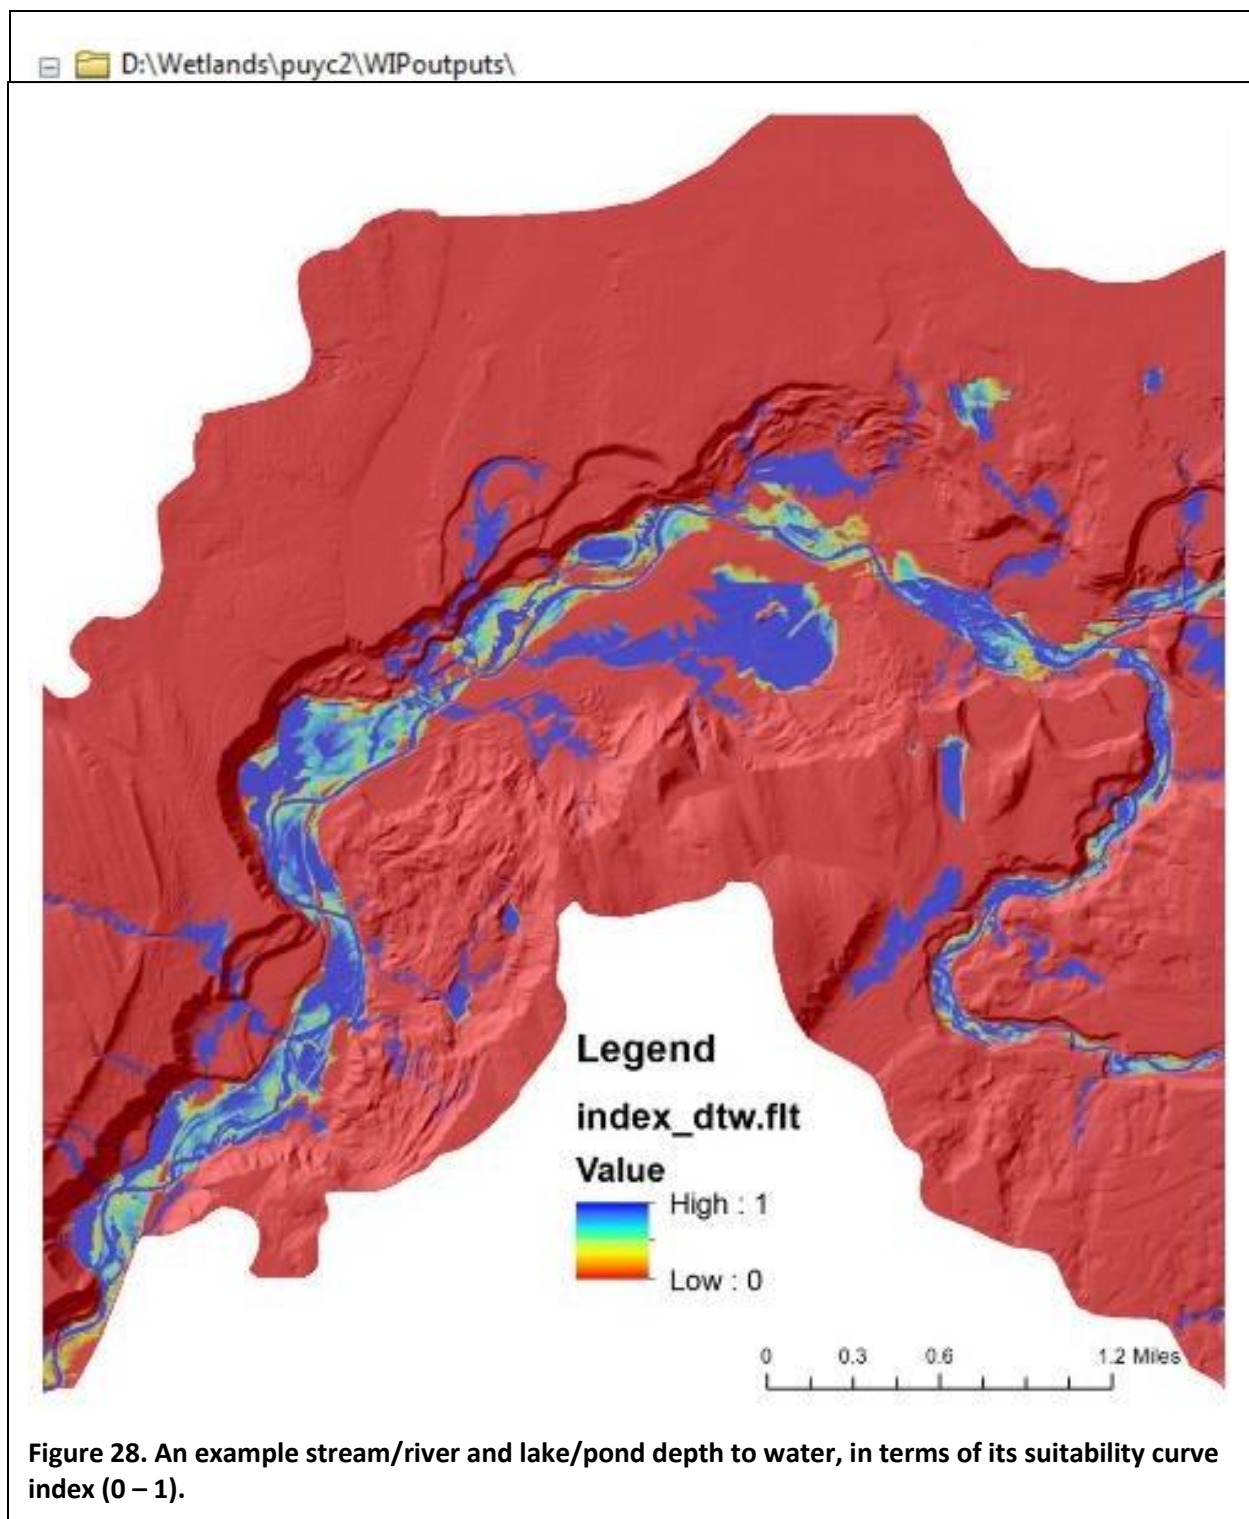 D:\Wetlands\puyc2\WIPoutputs\
Legend
index_dtw.flt
Value
High : 1
Low : 0
0 0.3 0.6 1.2 Miles
Figure 28. An example stream/river and lake/pond depth to water, in terms of its suitability curve
index (0 – 1).